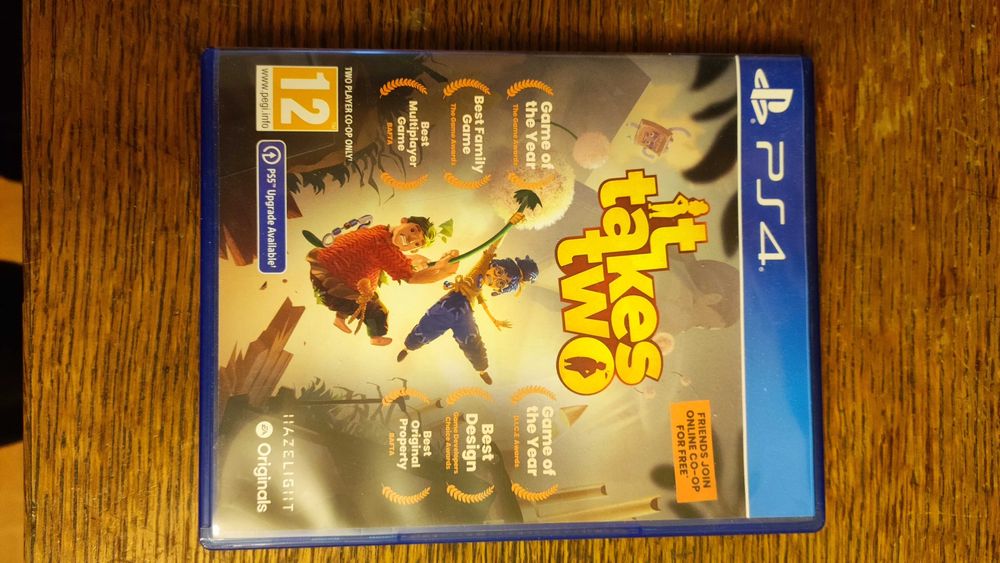 PS4
FRIENDS JOIN
ONLINE CO-OP
FOR FREE*
it
takes
two
Game of
the Year
The Game Awards
Game of
the Year
D.I.C.E Awards
Best Family
Game
The Game Awards
Best
Design
Game Developers
Choice Awards
Best
Multiplayer
Game
BAFTA
Best
Original
Property
BAFTA
TWO PLAYER CO-OP ONLY*
12
www.pegi.info
PS5™ Upgrade Available†
HAZELIGHT
EA Originals